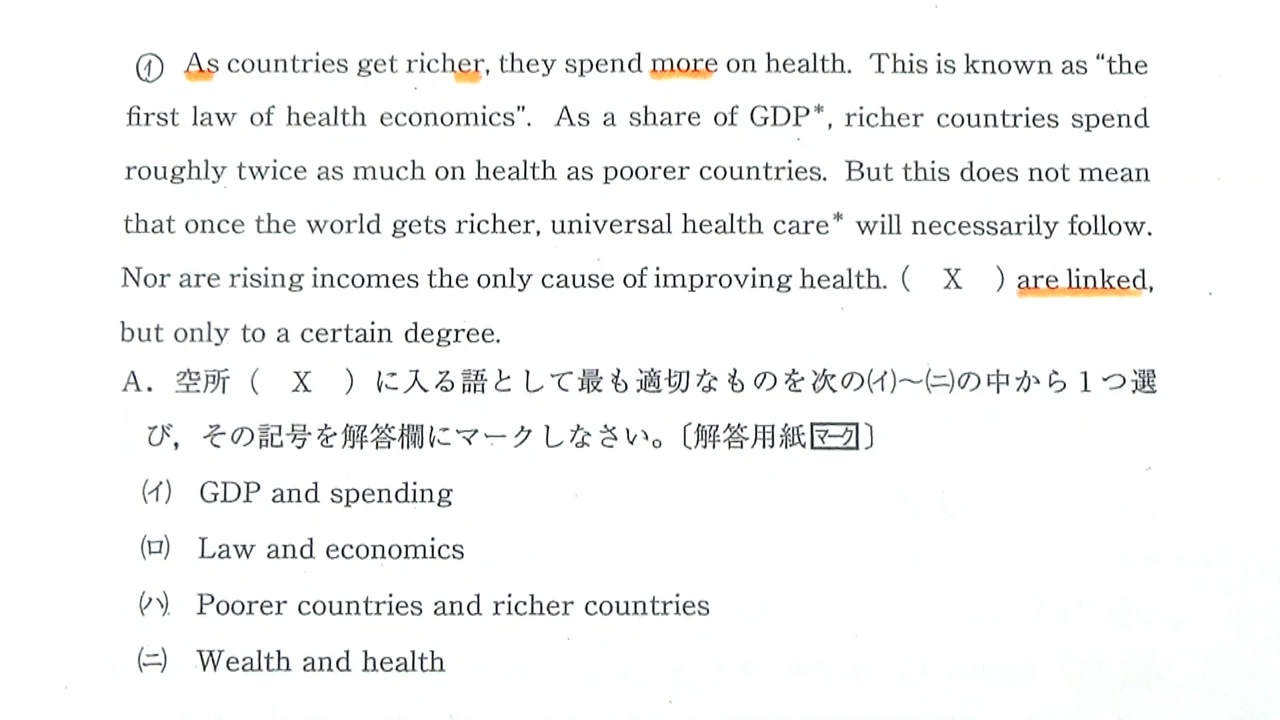 ① As countries get richer, they spend more on health. This is known as “the
first law of health economics”. As a share of GDP*, richer countries spend
roughly twice as much on health as poorer countries. But this does not mean
that once the world gets richer, universal health care* will necessarily follow.
Nor are rising incomes the only cause of improving health. ( X ) are linked,
but only to a certain degree.
A. 空所 ( X ) に入る語として最も適切なものを次の(イ)～(ニ)の中から1つ選
び，その記号を解答欄にマークしなさい。〔解答用紙マーク〕
(イ) GDP and spending
(ロ) Law and economics
(ハ) Poorer countries and richer countries
(ニ) Wealth and health